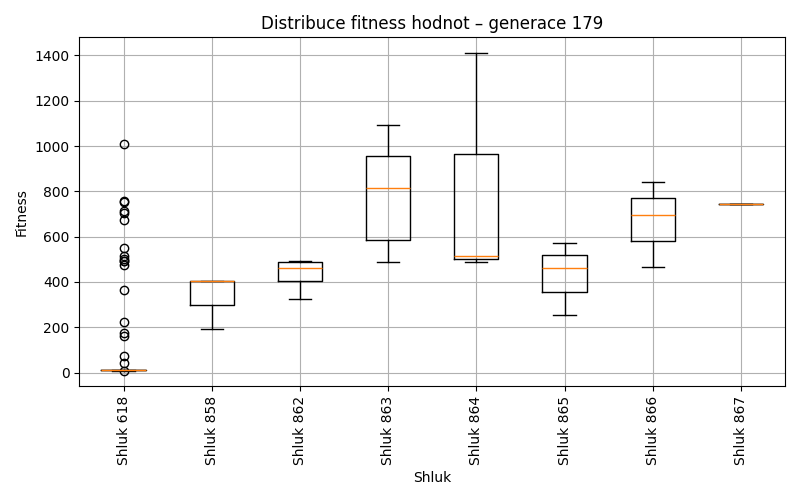 Distribuce fitness hodnot – generace 179
1400
1200
1000
800
600
400
200
0
Fitness
Shluk 618
Shluk 858
Shluk 862
Shluk 863
Shluk 864
Shluk 865
Shluk 866
Shluk 867
Shluk